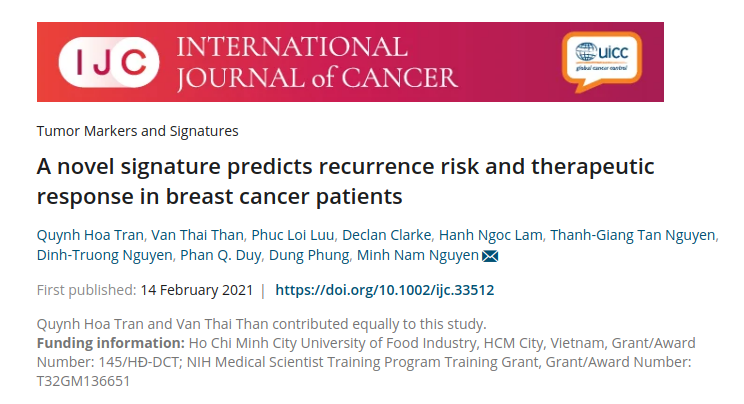 IJC
INTERNATIONAL
JOURNAL of CANCER
uicc
global cancer control
Tumor Markers and Signatures
A novel signature predicts recurrence risk and therapeutic
response in breast cancer patients
Quynh Hoa Tran, Van Thai Than, Phuc Loi Luu, Declan Clarke, Hanh Ngoc Lam, Thanh-Giang Tan Nguyen,
Dinh-Truong Nguyen, Phan Q. Duy, Dung Phung, Minh Nam Nguyen
First published: 14 February 2021 | https://doi.org/10.1002/ijc.33512
Quynh Hoa Tran and Van Thai Than contributed equally to this study.
Funding information: Ho Chi Minh City University of Food Industry, HCM City, Vietnam, Grant/Award
Number: 145/HĐ-DCT; NIH Medical Scientist Training Program Training Grant, Grant/Award Number:
T32GM136651